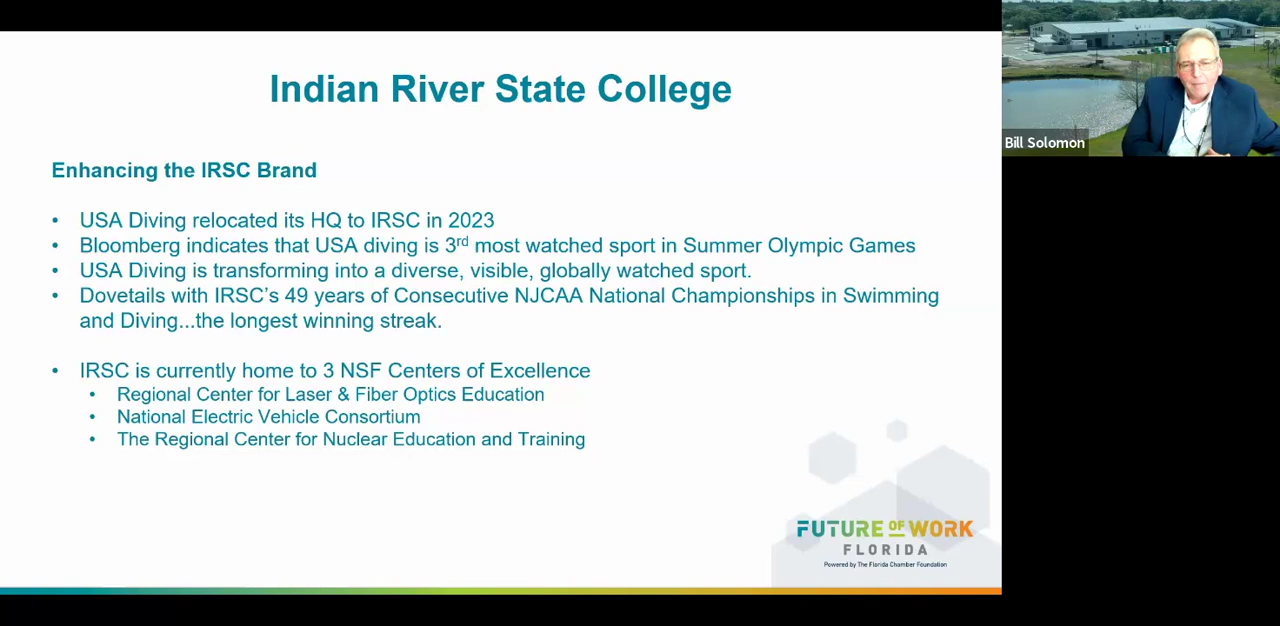 Indian River State College
Enhancing the IRSC Brand
• USA Diving relocated its HQ to IRSC in 2023
• Bloomberg indicates that USA diving is 3rd most watched sport in Summer Olympic Games
• USA Diving is transforming into a diverse, visible, globally watched sport.
• Dovetails with IRSC's 49 years of Consecutive NJCAA National Championships in Swimming
and Diving...the longest winning streak.
• IRSC is currently home to 3 NSF Centers of Excellence
• Regional Center for Laser & Fiber Optics Education
• National Electric Vehicle Consortium
• The Regional Center for Nuclear Education and Training
FUTURE OF WORK
FLORIDA
Powered by The Florida Chamber Foundation
Bill Solomon